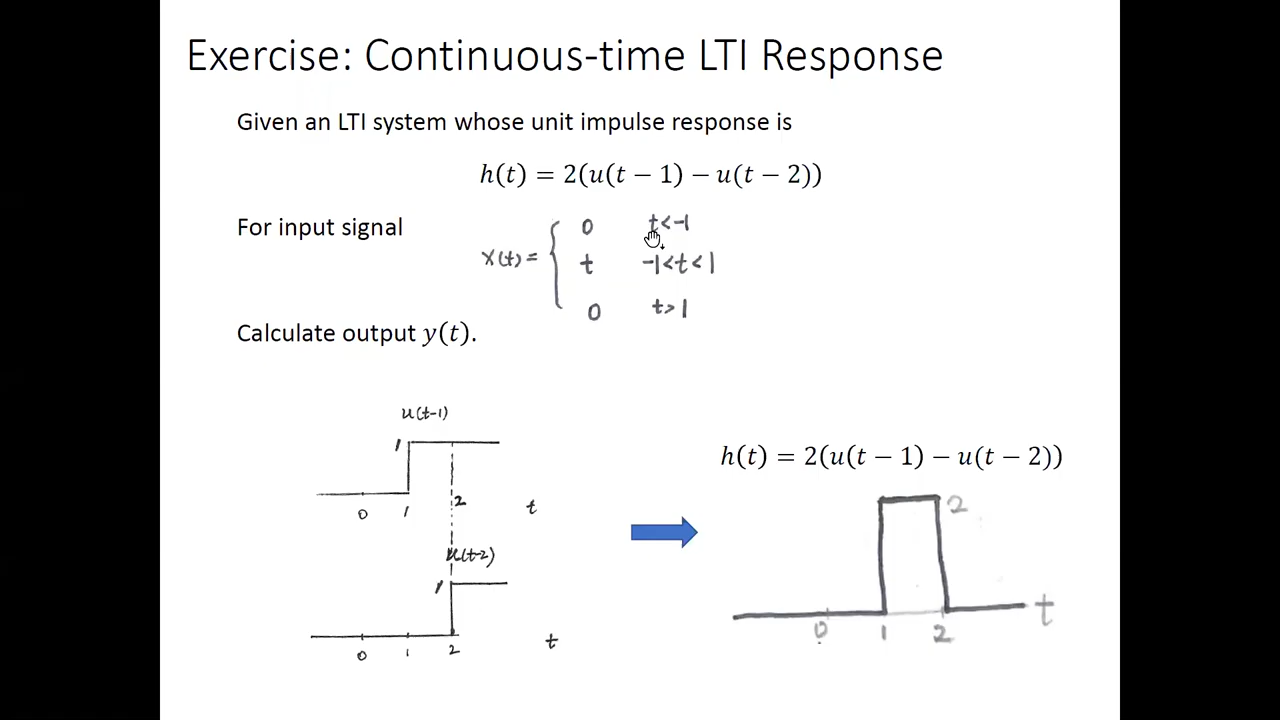 Exercise: Continuous-time LTI Response
Given an LTI system whose unit impulse response is
h(t) = 2(u(t − 1) − u(t − 2))
For input signal
x(t) =
0 t<-1
t -1<t<1
0 t>1
Calculate output y(t).
u(t-1)
1
0 1 2 t
u(t-2)
1
0 1 2 t
h(t) = 2(u(t − 1) − u(t − 2))
2
0 1 2 t